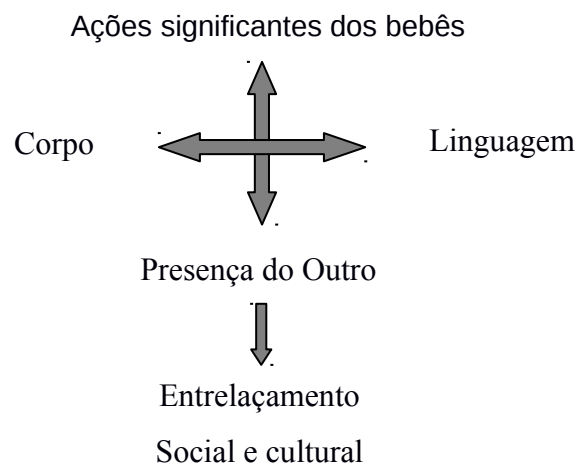 Ações significantes dos bebês
Corpo
Linguagem
Presença do Outro
Entrelaçamento
Social e cultural